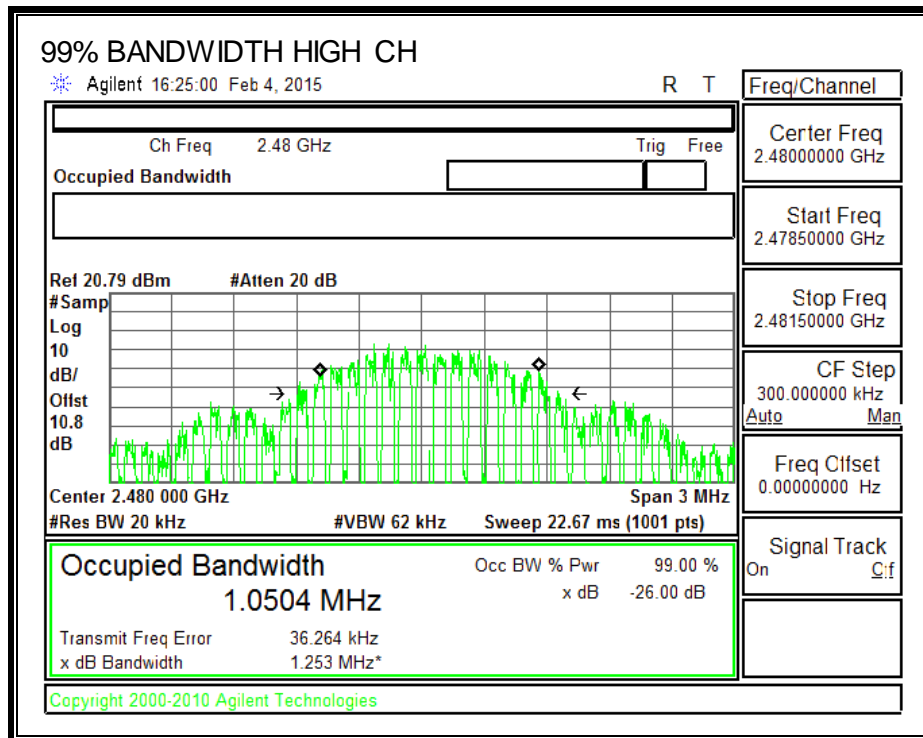 99% BANDWIDTH HIGH CH
Agilent 16:25:00 Feb 4, 2015 R T
Freq/Channel
Ch Freq 2.48 GHz Trig Free
Occupied Bandwidth
Center Freq
2.48000000 GHz
Start Freq
2.47850000 GHz
Stop Freq
2.48150000 GHz
CF Step
300.000000 kHz
Auto Man
Freq Offset
0.00000000 Hz
Signal Track
On Off
Ref 20.79 dBm #Atten 20 dB
#Samp
Log
10
dB/
Offst
10.8
dB
Center 2.480 000 GHz Span 3 MHz
#Res BW 20 kHz #VBW 62 kHz Sweep 22.67 ms (1001 pts)
Occupied Bandwidth
1.0504 MHz
Occ BW % Pwr 99.00 %
x dB -26.00 dB
Transmit Freq Error 36.264 kHz
x dB Bandwidth 1.253 MHz*
Copyright 2000-2010 Agilent Technologies